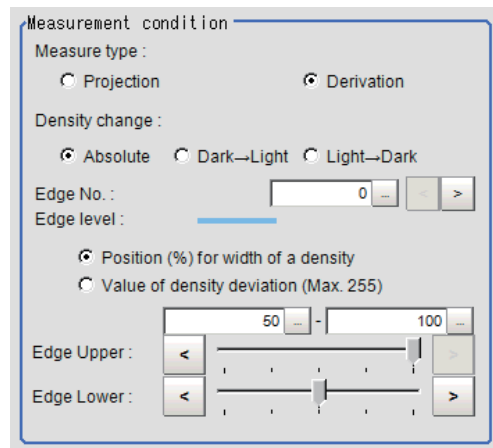 Measurement condition
Measure type :
Projection Derivation
Density change :
Absolute Dark→Light Light→Dark
Edge No. : 0 ... < >
Edge level :
Position (%) for width of a density
Value of density deviation (Max. 255)
50 ... - 100 ...
Edge Upper : < >
Edge Lower : < >